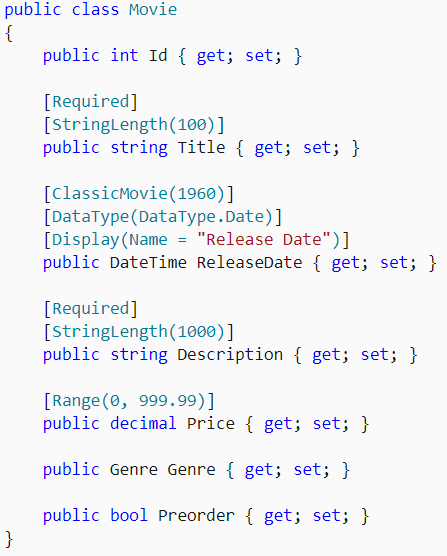 public class Movie
{
    public int Id { get; set; }

    [Required]
    [StringLength(100)]
    public string Title { get; set; }

    [ClassicMovie(1960)]
    [DataType(DataType.Date)]
    [Display(Name = "Release Date")]
    public DateTime ReleaseDate { get; set; }

    [Required]
    [StringLength(1000)]
    public string Description { get; set; }

    [Range(0, 999.99)]
    public decimal Price { get; set; }

    public Genre Genre { get; set; }

    public bool Preorder { get; set; }
}